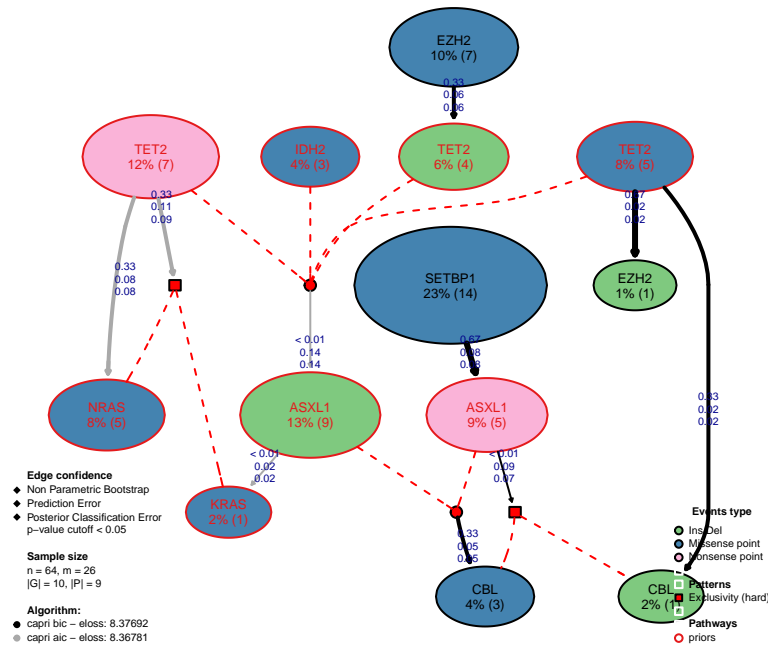 EZH2
10% (7)
0.33
0.06
0.06
TET2
12% (7)
IDH2
4% (3)
TET2
6% (4)
TET2
8% (5)
0.33
0.11
0.09
0.02
0.02
0.33
0.08
0.08
SETBP1
23% (14)
EZH2
1% (1)
< 0.01
0.14
0.14
0.67
0.08
NRAS
8% (5)
ASXL1
13% (9)
ASXL1
9% (5)
0.33
0.02
0.02
< 0.01
0.02
0.02
< 0.01
0.09
0.07
KRAS
2% (1)
0.33
0.05
CBL
4% (3)
CBL
2% (1)
Edge confidence
Non Parametric Bootstrap
Prediction Error
Posterior Classification Error
p−value cutoff < 0.05
Sample size
n = 64, m = 26
|G| = 10, |P| = 9
Algorithm:
capri bic − eloss: 8.37692
capri aic − eloss: 8.36781
Events type
Ins Del
Missense point
Nonsense point
Patterns
Exclusivity (hard)
Pathways
priors